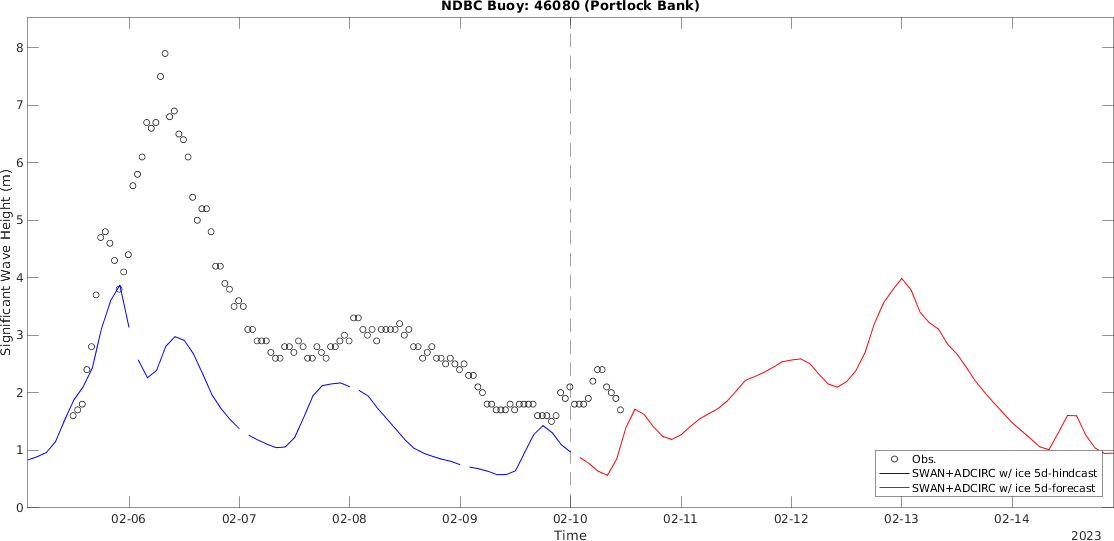 NDBC Buoy: 46080 (Portlock Bank)
Significant Wave Height (m)
8
7
6
5
4
3
2
1
0
Obs.
SWAN+ADCIRC w/ ice 5d-hindcast
SWAN+ADCIRC w/ ice 5d-forecast
02-06 02-07 02-08 02-09 02-10 02-11 02-12 02-13 02-14
Time
2023